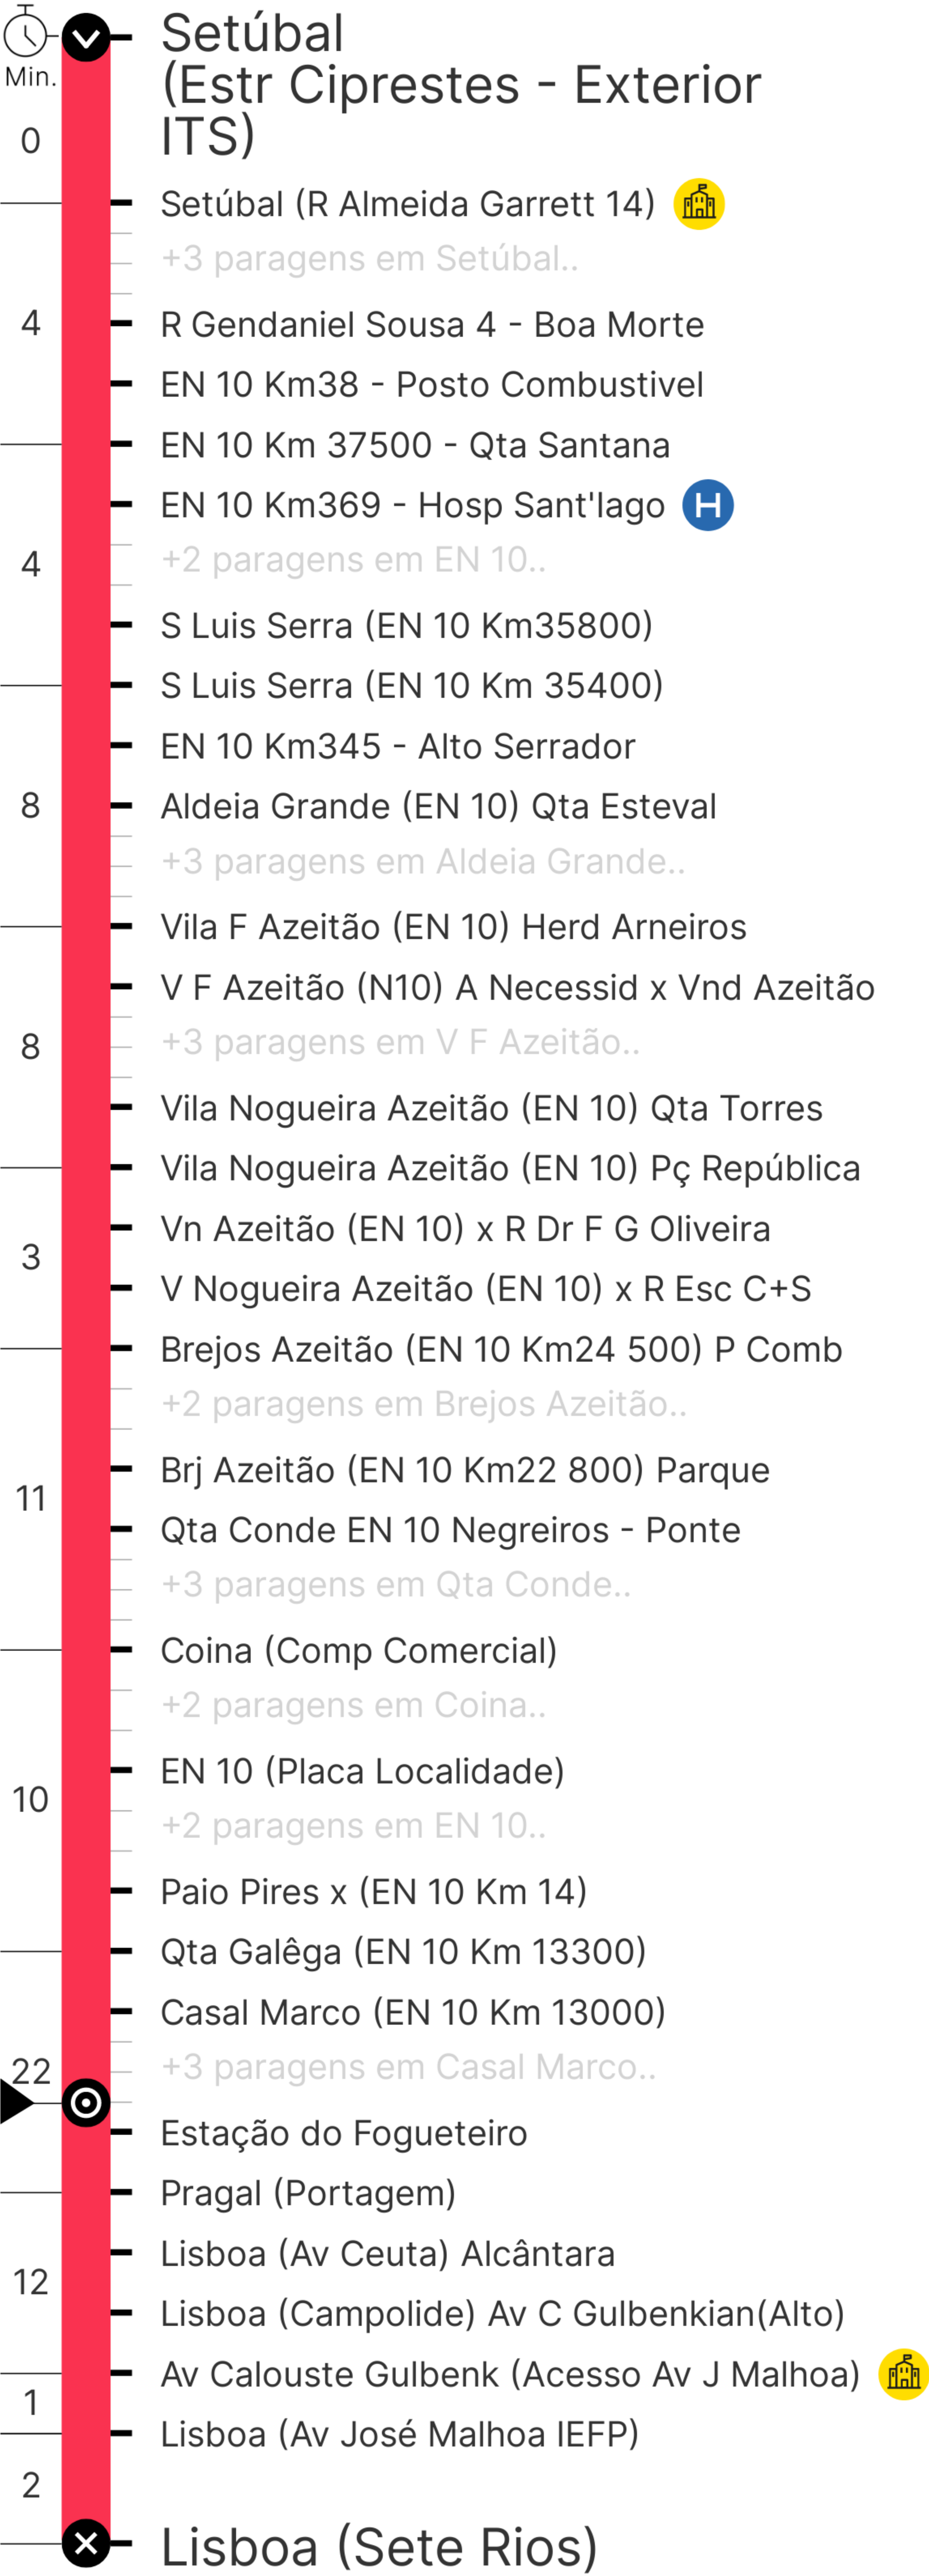 Setúbal
(Estr Ciprestes - Exterior
ITS)
Min.
0
Setúbal (R Almeida Garrett 14)
+3 paragens em Setúbal..
4
R Gendaniel Sousa 4 - Boa Morte
EN 10 Km38 - Posto Combustivel
EN 10 Km 37500 - Qta Santana
EN 10 Km369 - Hosp Sant'Iago H
4
+2 paragens em EN 10..
S Luis Serra (EN 10 Km35800)
S Luis Serra (EN 10 Km 35400)
EN 10 Km345 - Alto Serrador
8
Aldeia Grande (EN 10) Qta Esteval
+3 paragens em Aldeia Grande..
Vila F Azeitão (EN 10) Herd Arneiros
V F Azeitão (N10) A Necessid x Vnd Azeitão
8
+3 paragens em V F Azeitão..
Vila Nogueira Azeitão (EN 10) Qta Torres
Vila Nogueira Azeitão (EN 10) Pç República
Vn Azeitão (EN 10) x R Dr F G Oliveira
3
V Nogueira Azeitão (EN 10) x R Esc C+S
Brejos Azeitão (EN 10 Km24 500) P Comb
+2 paragens em Brejos Azeitão..
Brj Azeitão (EN 10 Km22 800) Parque
11
Qta Conde EN 10 Negreiros - Ponte
+3 paragens em Qta Conde..
Coina (Comp Comercial)
+2 paragens em Coina..
EN 10 (Placa Localidade)
10
+2 paragens em EN 10..
Paio Pires x (EN 10 Km 14)
Qta Galêga (EN 10 Km 13300)
Casal Marco (EN 10 Km 13000)
22
+3 paragens em Casal Marco..
Estação do Fogueteiro
Pragal (Portagem)
Lisboa (Av Ceuta) Alcântara
12
Lisboa (Campolide) Av C Gulbenkian(Alto)
Av Calouste Gulbenk (Acesso Av J Malhoa)
1
Lisboa (Av José Malhoa IEFP)
2
Lisboa (Sete Rios)